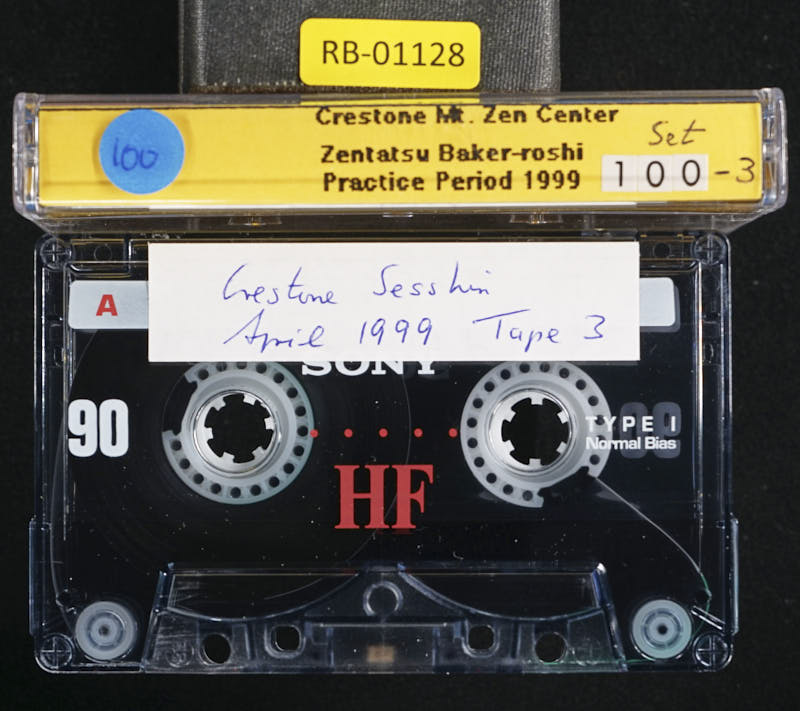 RB-01128
100
Crestone Mt. Zen Center
Zentatsu Baker-roshi
Practice Period 1999
Set
100-3
A
Crestone Sesshin
April 1999 Tape 3
SONY
90
TYPE I
Normal Bias
HF